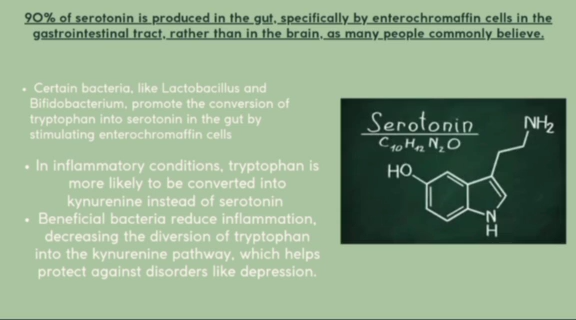 90% of serotonin is produced in the gut, specifically by enterochromaffin cells in the
gastrointestinal tract, rather than in the brain, as many people commonly believe.
• Certain bacteria, like Lactobacillus and
Bifidobacterium, promote the conversion of
tryptophan into serotonin in the gut by
stimulating enterochromaffin cells
• In inflammatory conditions, tryptophan is
more likely to be converted into
kynurenine instead of serotonin
• Beneficial bacteria reduce inflammation,
decreasing the diversion of tryptophan
into the kynurenine pathway, which helps
protect against disorders like depression.
Serotonin
C₁₀H₁₂N₂O
NH₂
HO
N
H